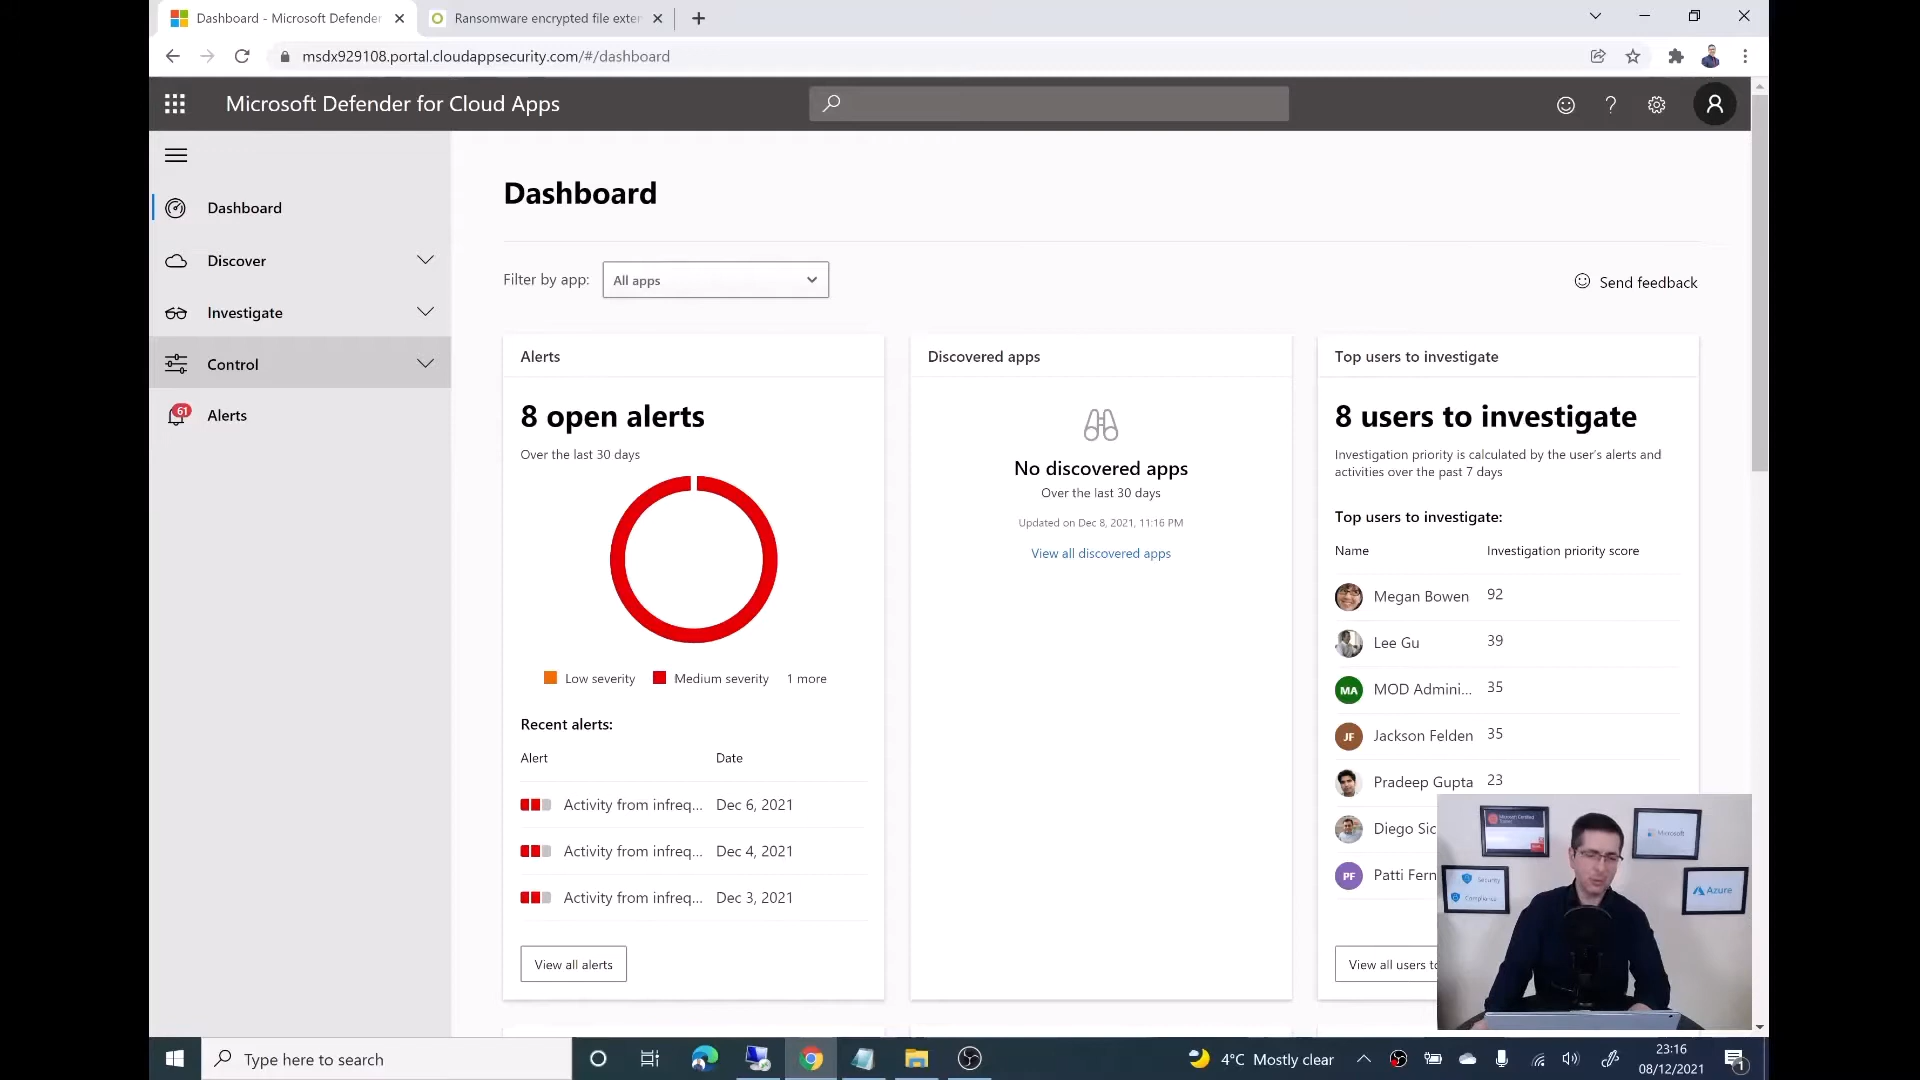 Dashboard - Microsoft Defender
Ransomware encrypted file exter
msdx929108.portal.cloudappsecurity.com/#/dashboard
Microsoft Defender for Cloud Apps
Dashboard
Discover
Investigate
Control
61
Alerts
Dashboard
Filter by app:
All apps
Send feedback
Alerts
8 open alerts
Over the last 30 days
Low severity
Medium severity
1 more
Recent alerts:
Alert Date
Activity from infreq... Dec 6, 2021
Activity from infreq... Dec 4, 2021
Activity from infreq... Dec 3, 2021
View all alerts
Discovered apps
No discovered apps
Over the last 30 days
Updated on Dec 8, 2021, 11:16 PM
View all discovered apps
Top users to investigate
8 users to investigate
Investigation priority is calculated by the user's alerts and
activities over the past 7 days
Top users to investigate:
Name Investigation priority score
Megan Bowen 92
Lee Gu 39
MA MOD Admini... 35
JF Jackson Felden 35
Pradeep Gupta 23
Diego Sic
PF Patti Fern
View all users to
Microsoft
Security
Compliance
Azure
Type here to search
4°C Mostly clear
23:16
08/12/2021
1